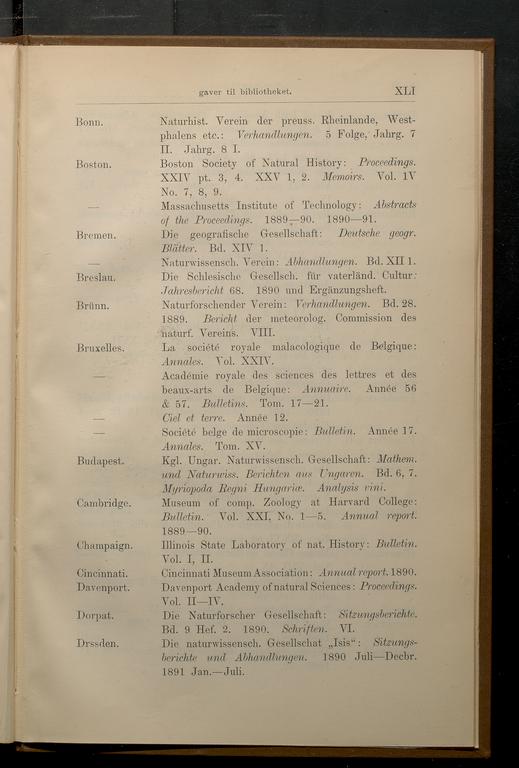 gaver til bibliotheket. XLI
Bonn. Naturhist. Verein der preuss. Rheinlande, West-
phalens etc.: Verhandlungen. 5 Folge, Jahrg. 7
II. Jahrg. 8 I.
Boston. Boston Society of Natural History: Proceedings.
XXIV pt. 3, 4. XXV 1, 2. Memoirs. Vol. IV
No. 7, 8, 9.
— Massachusetts Institute of Technology: Abstracts
of the Proceedings. 1889—90. 1890—91.
Bremen. Die geografische Gesellschaft: Deutsche geogr.
Blätter. Bd. XIV 1.
— Naturwissensch. Verein: Abhandlungen. Bd. XII 1.
Breslau. Die Schlesische Gesellsch. für vaterländ. Cultur:
Jahresbericht 68. 1890 und Ergänzungsheft.
Brünn. Naturforschender Verein: Verhandlungen. Bd. 28.
1889. Bericht der meteorolog. Commission des
naturf. Vereins. VIII.
Bruxelles. La société royale malacologique de Belgique:
Annales. Vol. XXIV.
— Académie royale des sciences des lettres et des
beaux-arts de Belgique: Annuaire. Année 56
& 57. Bulletins. Tom. 17—21.
— Ciel et terre. Année 12.
— Société belge de microscopie: Bulletin. Année 17.
Annales. Tom. XV.
Budapest. Kgl. Ungar. Naturwissensch. Gesellschaft: Mathem.
und Naturwiss. Berichten aus Ungaren. Bd. 6, 7.
Myriopoda Regni Hungariæ. Analysis vini.
Cambridge. Museum of comp. Zoology at Harvard College:
Bulletin. Vol. XXI, No. 1—5. Annual report.
1889—90.
Champaign. Illinois State Laboratory of nat. History: Bulletin.
Vol. I, II.
Cincinnati. Cincinnati Museum Association: Annual report. 1890.
Davenport. Davenport Academy of natural Sciences: Proceedings.
Vol. II—IV.
Dorpat. Die Naturforscher Gesellschaft: Sitzungsberichte.
Bd. 9 Hef. 2. 1890. Schriften. VI.
Drssden. Die naturwissensch. Gesellschat „Isis“: Sitzungs-
berichte und Abhandlungen. 1890 Juli—Decbr.
1891 Jan.—Juli.